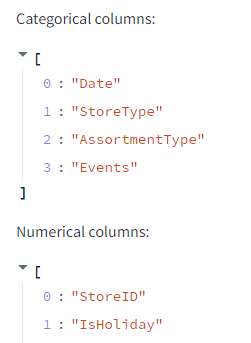 Categorical columns:
[
0 : "Date"
1 : "StoreType"
2 : "AssortmentType"
3 : "Events"
]
Numerical columns:
[
0 : "StoreID"
1 : "IsHoliday"